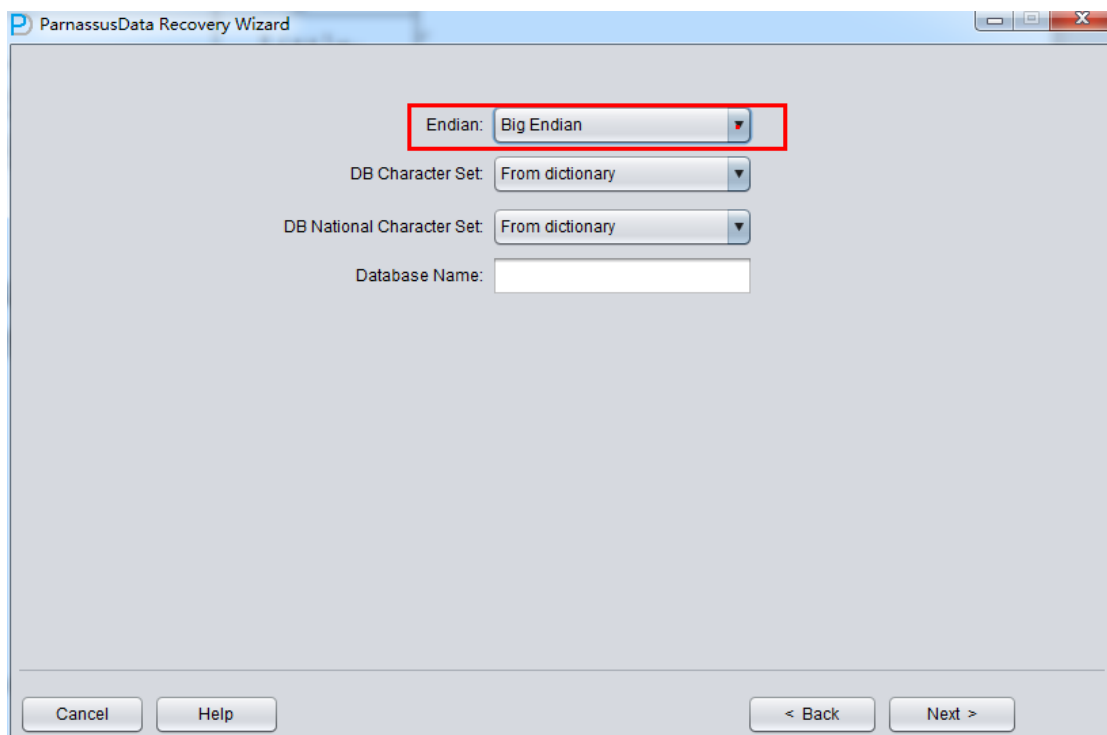 ParnassusData Recovery Wizard
Endian: Big Endian
DB Character Set: From dictionary
DB National Character Set: From dictionary
Database Name:
Cancel Help < Back Next >